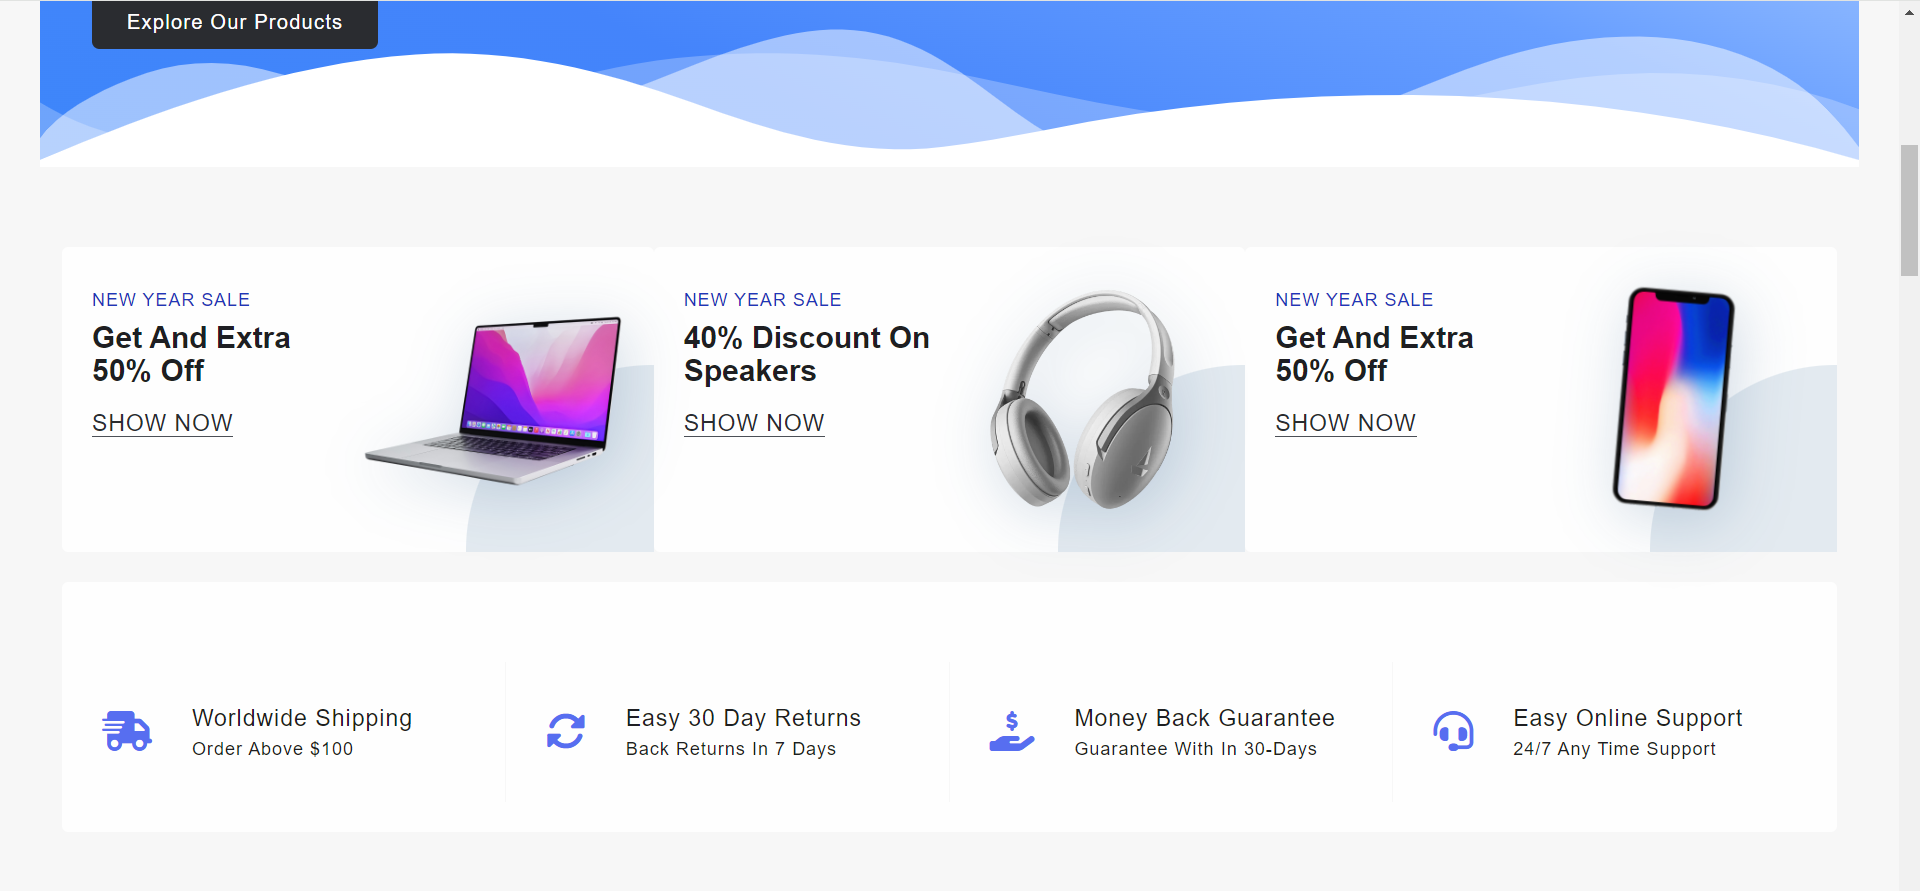 Explore Our Products
NEW YEAR SALE
Get And Extra
50% Off
SHOW NOW
NEW YEAR SALE
40% Discount On
Speakers
SHOW NOW
NEW YEAR SALE
Get And Extra
50% Off
SHOW NOW
Worldwide Shipping
Order Above $100
Easy 30 Day Returns
Back Returns In 7 Days
Money Back Guarantee
Guarantee With In 30-Days
Easy Online Support
24/7 Any Time Support